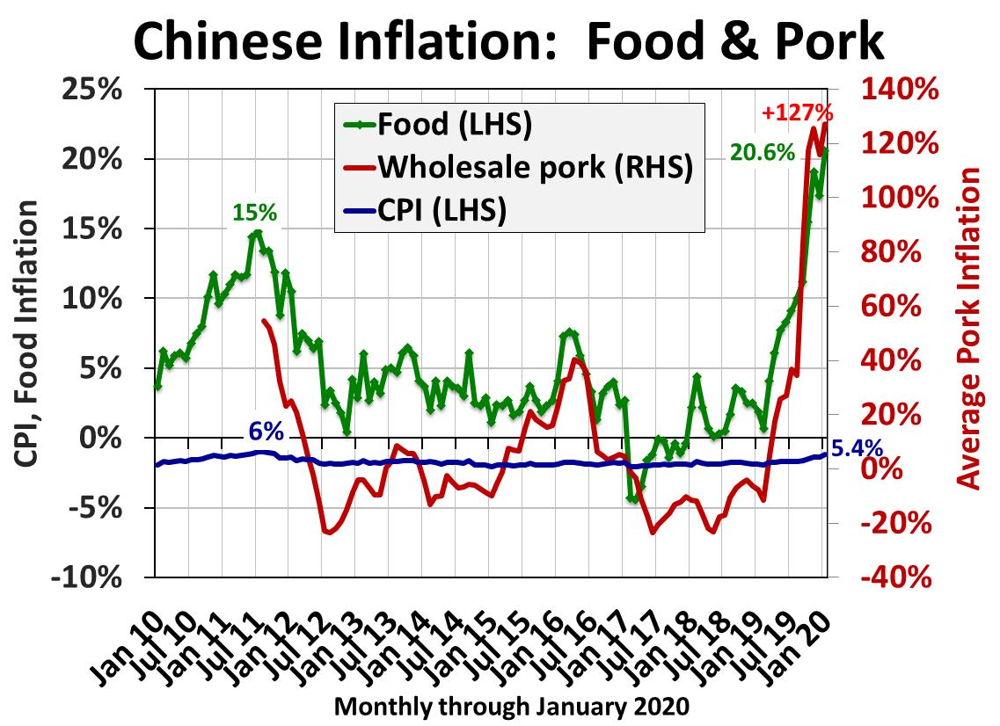 Chinese Inflation:  Food & Pork
25%
20%
15%
10%
5%
0%
-5%
-10%
CPI, Food Inflation
Food (LHS)
Wholesale pork (RHS)
CPI (LHS)
15%
6%
20.6%
+127%
5.4%
140%
120%
100%
80%
60%
40%
20%
0%
-20%
-40%
Average Pork Inflation
Jan 10
Jul 10
Jan 11
Jul 11
Jan 12
Jul 12
Jan 13
Jul 13
Jan 14
Jul 14
Jan 15
Jul 15
Jan 16
Jul 16
Jan 17
Jul 17
Jan 18
Jul 18
Jan 19
Jul 19
Jan 20
Monthly through January 2020